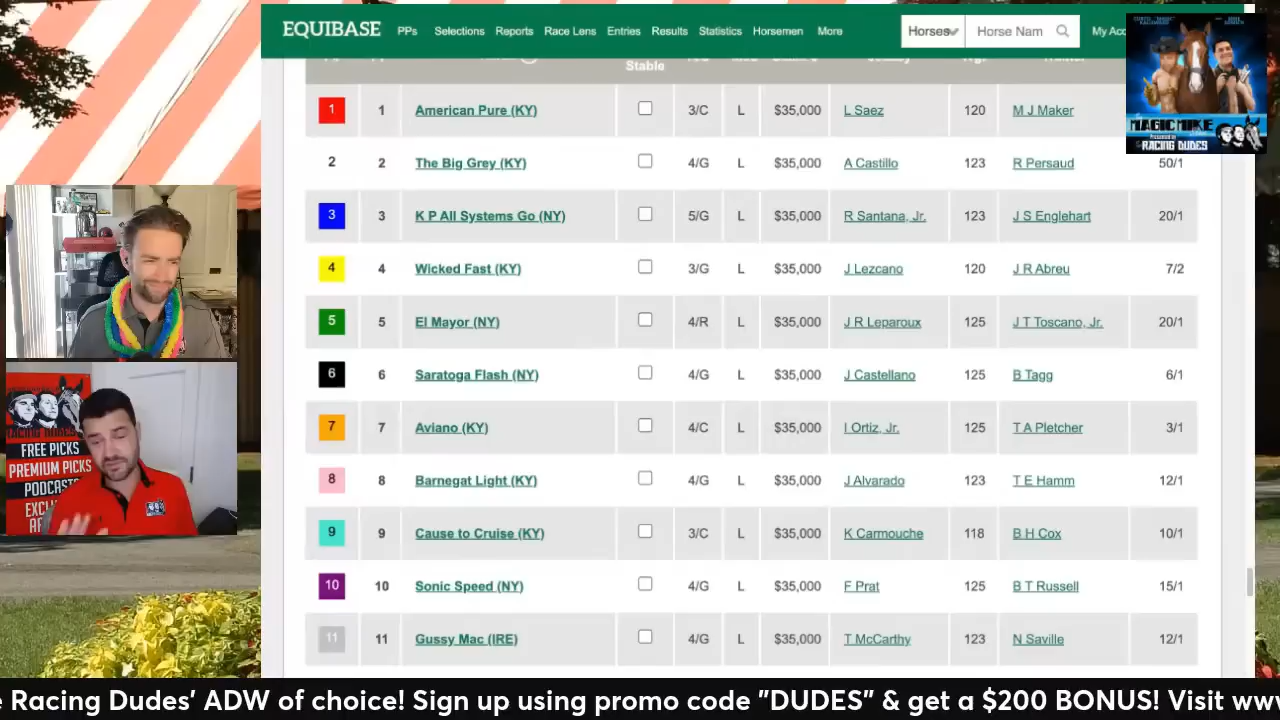 EQUIBASE PPs Selections Reports Race Lens Entries Results Statistics Horsemen More Horses Horse Nam My Acc
Stable
1 1 American Pure (KY) 3/C L $35,000 L Saez 120 M J Maker
2 2 The Big Grey (KY) 4/G L $35,000 A Castillo 123 R Persaud 50/1
3 3 K P All Systems Go (NY) 5/G L $35,000 R Santana, Jr. 123 J S Englehart 20/1
4 4 Wicked Fast (KY) 3/G L $35,000 J Lezcano 120 J R Abreu 7/2
5 5 El Mayor (NY) 4/R L $35,000 J R Leparoux 125 J T Toscano, Jr. 20/1
6 6 Saratoga Flash (NY) 4/G L $35,000 J Castellano 125 B Tagg 6/1
7 7 Aviano (KY) 4/C L $35,000 I Ortiz, Jr. 125 T A Pletcher 3/1
8 8 Barnegat Light (KY) 4/G L $35,000 J Alvarado 123 T E Hamm 12/1
9 9 Cause to Cruise (KY) 3/C L $35,000 K Carmouche 118 B H Cox 10/1
10 10 Sonic Speed (NY) 4/G L $35,000 F Prat 125 B T Russell 15/1
11 11 Gussy Mac (IRE) 4/G L $35,000 T McCarthy 123 N Saville 12/1
MAGIC MIKE
RACING DUDES
FREE PICKS
PREMIUM PICKS
PODCAS
EXCL
e Racing Dudes' ADW of choice! Sign up using promo code "DUDES" & get a $200 BONUS! Visit www